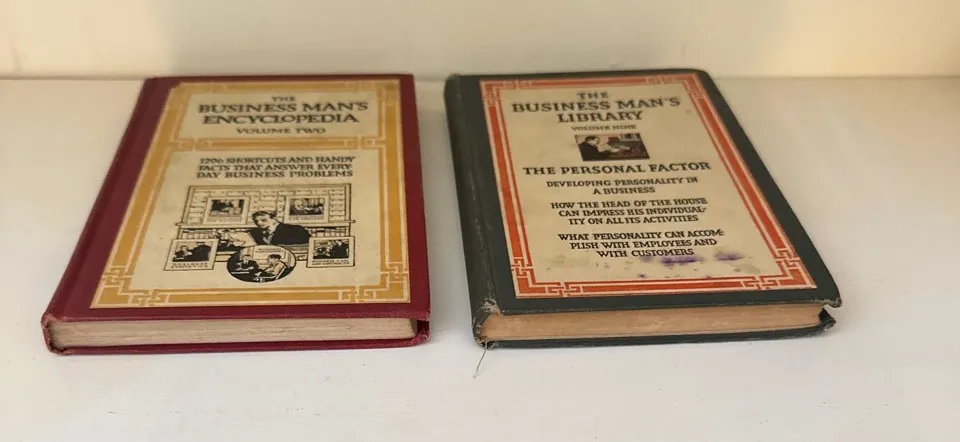 THE
BUSINESS MAN'S
ENCYCLOPEDIA
VOLUME TWO
1296 SHORTCUTS AND HANDY
FACTS THAT ANSWER EVERY-
DAY BUSINESS PROBLEMS
THE
BUSINESS MAN'S
LIBRARY
VOLUME NINE
THE PERSONAL FACTOR
DEVELOPING PERSONALITY IN
A BUSINESS
HOW THE HEAD OF THE HOUSE
CAN IMPRESS HIS INDIVIDUAL-
ITY ON ALL ITS ACTIVITIES
WHAT PERSONALITY CAN ACCOM-
PLISH WITH EMPLOYEES AND
WITH CUSTOMERS